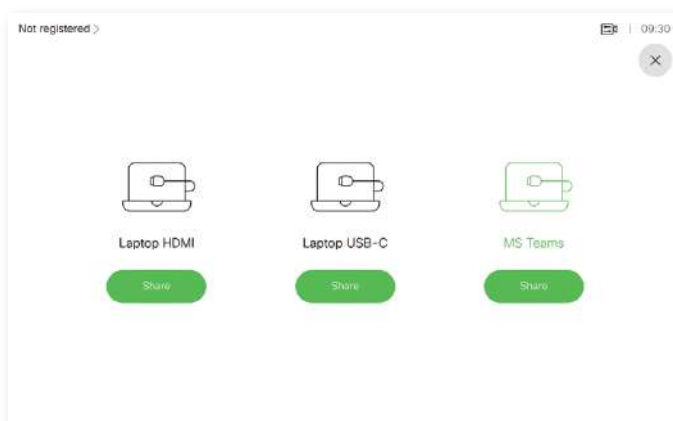 Not registered >
09:30
Laptop HDMI
Laptop USB-C
MS Teams
Share
Share
Share